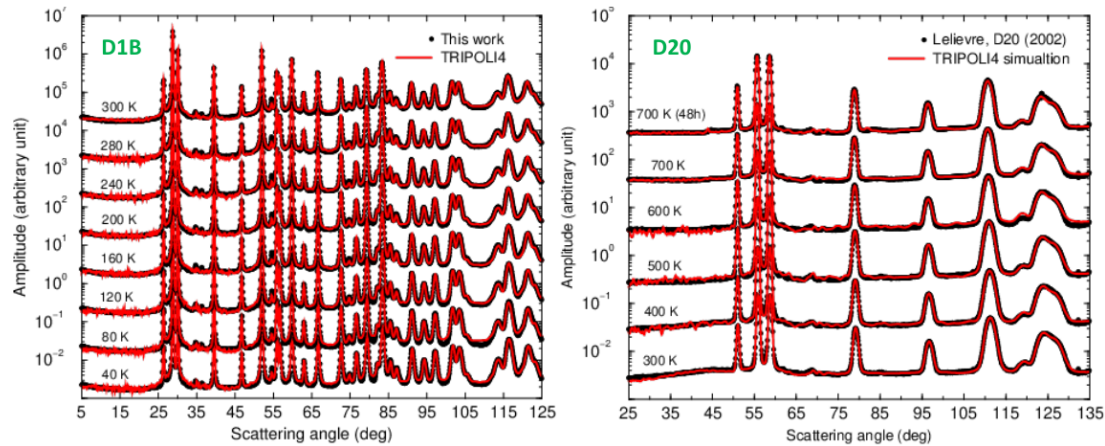 D1B
This work
TRIPOLI4
10^7
10^6
10^5
10^4
10^3
10^2
10^1
10^0
10^-1
10^-2
Amplitude (arbitrary unit)
300 K
280 K
240 K
200 K
160 K
120 K
80 K
40 K
5 15 25 35 45 55 65 75 85 95 105 115 125
Scattering angle (deg)
D20
Lelievre, D20 (2002)
TRIPOLI4 simualtion
10^5
10^4
10^3
10^2
10^1
10^0
10^-1
10^-2
Amplitude (arbitrary unit)
700 K (48h)
700 K
600 K
500 K
400 K
300 K
25 35 45 55 65 75 85 95 105 115 125 135
Scattering angle (deg)